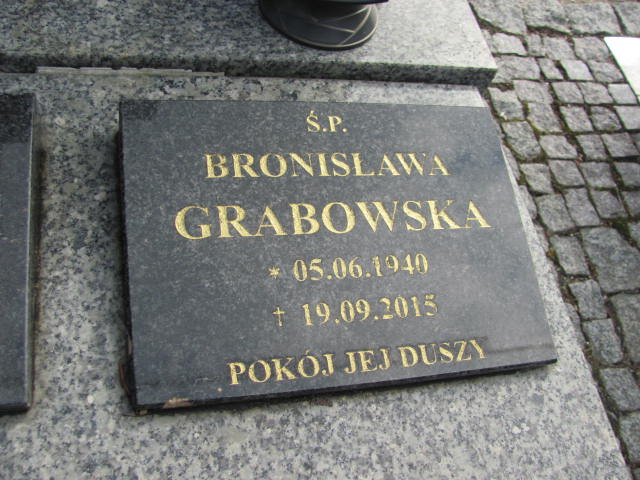 Ś.P.
BRONISŁAWA
GRABOWSKA
* 05.06.1940
† 19.09.2015
POKÓJ JEJ DUSZY